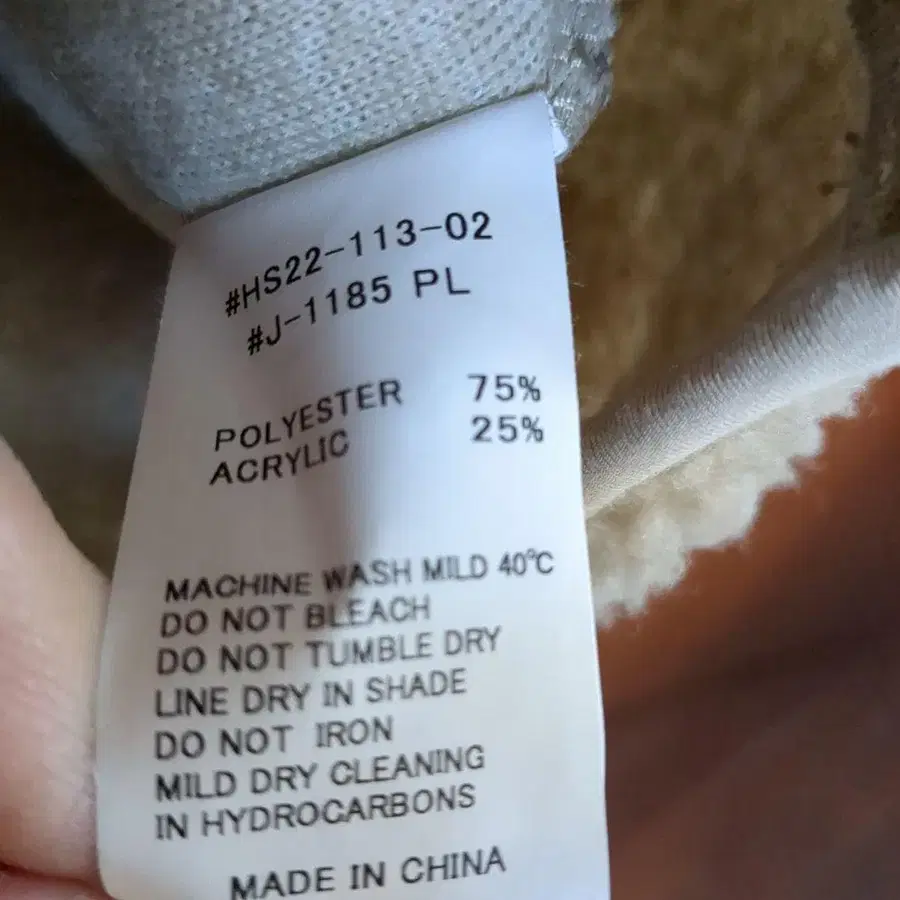 #HS22-113-02
#J-1185 PL
POLYESTER 75%
ACRYLIC 25%
MACHINE WASH MILD 40℃
DO NOT BLEACH
DO NOT TUMBLE DRY
LINE DRY IN SHADE
DO NOT IRON
MILD DRY CLEANING
IN HYDROCARBONS
MADE IN CHINA